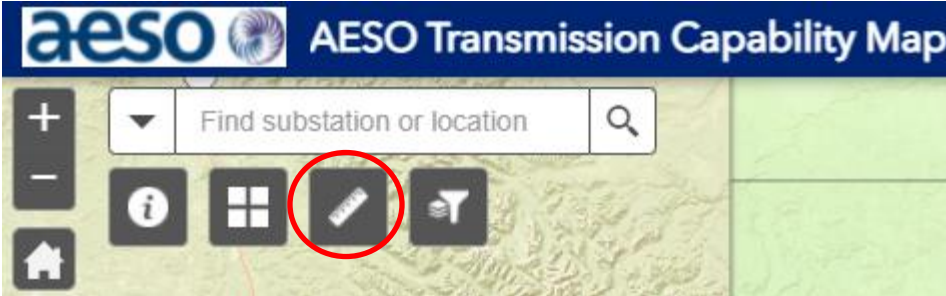 aeso AESO Transmission Capability Map
+
Find substation or location
−
i